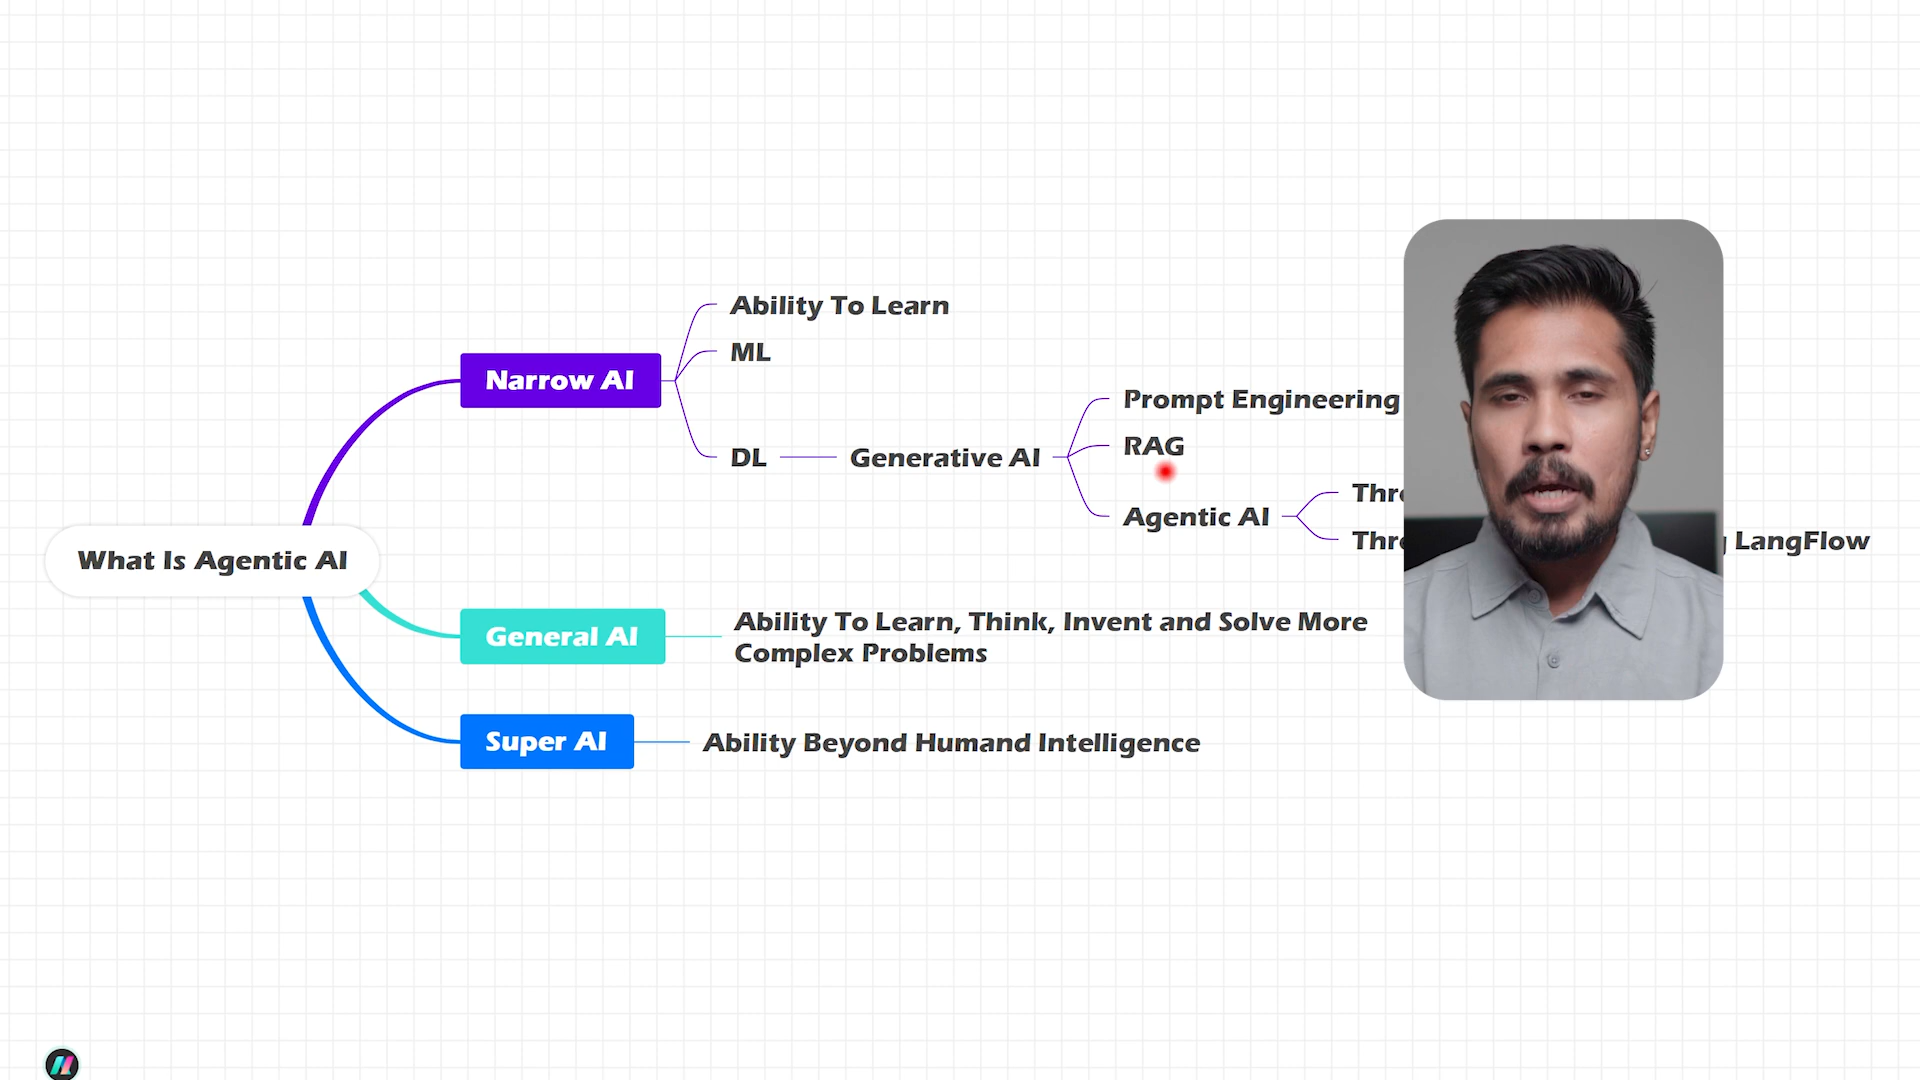 Ability To Learn
ML
Narrow AI
Prompt Engineering
RAG
DL
Generative AI
Agentic AI
LangFlow
What Is Agentic AI
General AI
Ability To Learn, Think, Invent and Solve More
Complex Problems
Super AI
Ability Beyond Humand Intelligence